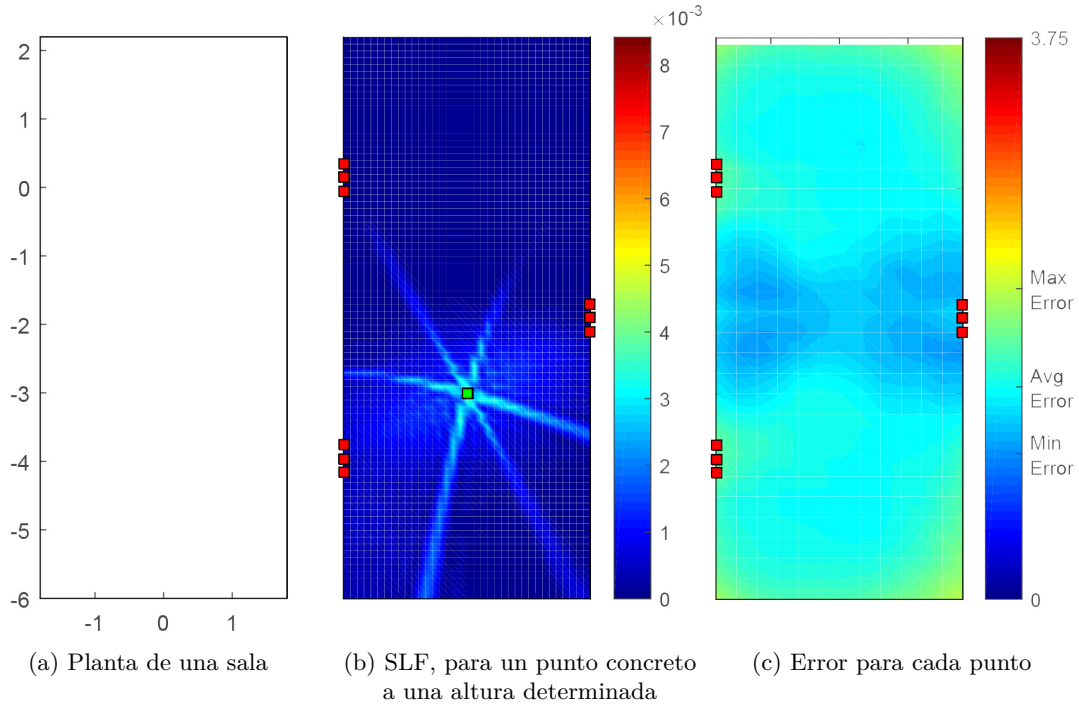 ×10⁻³
2
1
0
-1
-2
-3
-4
-5
-6
-1
0
1
8
7
6
5
4
3
2
1
0
3.75
Max
Error
Avg
Error
Min
Error
0
(a) Planta de una sala
(b) SLF, para un punto concreto
a una altura determinada
(c) Error para cada punto